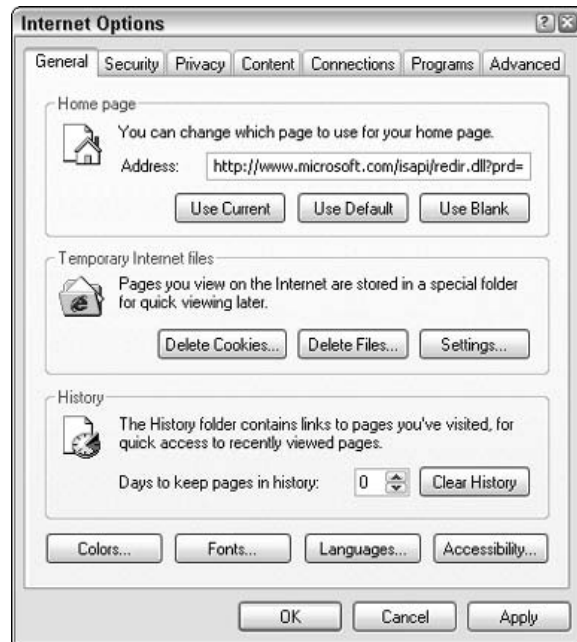 Internet Options
General Security Privacy Content Connections Programs Advanced
Home page
You can change which page to use for your home page.
Address: http://www.microsoft.com/isapi/redir.dll?prd=
Use Current Use Default Use Blank
Temporary Internet files
Pages you view on the Internet are stored in a special folder
for quick viewing later.
Delete Cookies... Delete Files... Settings...
History
The History folder contains links to pages you've visited, for
quick access to recently viewed pages.
Days to keep pages in history: 0 Clear History
Colors... Fonts... Languages... Accessibility...
OK Cancel Apply